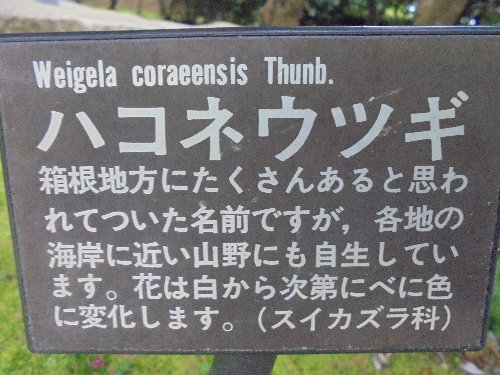 Weigela coraeensis Thunb.
ハコネウツギ
箱根地方にたくさんあると思わ
れてついた名前ですが，各地の
海岸に近い山野にも自生してい
ます。花は白から次第にべに色
に変化します。(スイカズラ科)